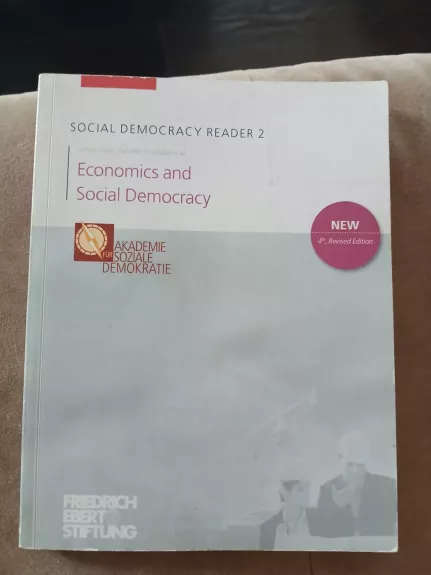 SOCIAL DEMOCRACY READER 2
Economics and
Social Democracy
NEW
4th, Revised Edition
AKADEMIE
FÜR SOZIALE
DEMOKRATIE
FRIEDRICH
EBERT
STIFTUNG